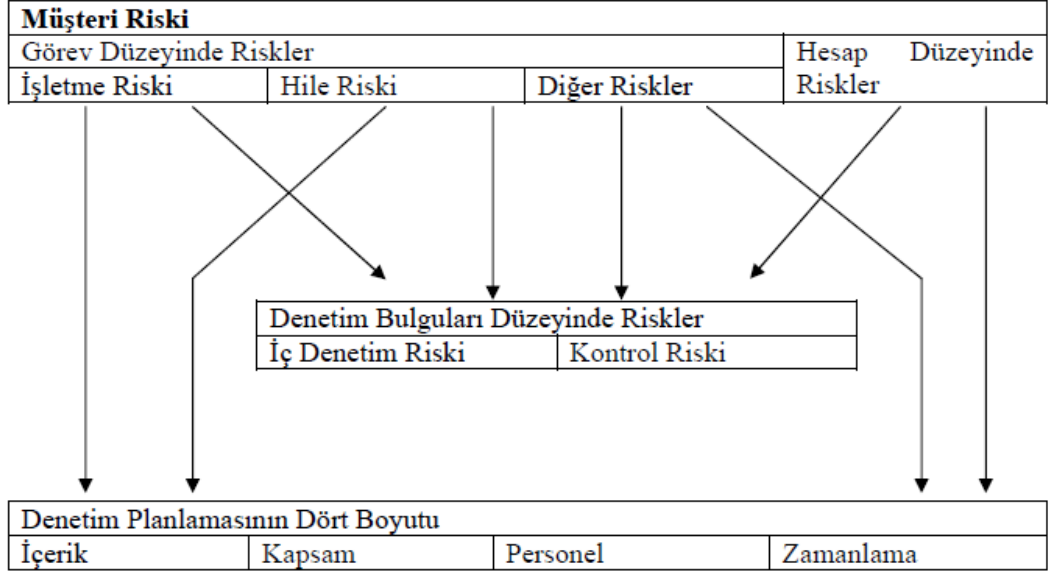 Müşteri Riski
Görev Düzeyinde Riskler
Hesap Düzeyinde
Riskler
İşletme Riski
Hile Riski
Diğer Riskler
Denetim Bulguları Düzeyinde Riskler
İç Denetim Riski
Kontrol Riski
Denetim Planlamasının Dört Boyutu
İçerik
Kapsam
Personel
Zamanlama